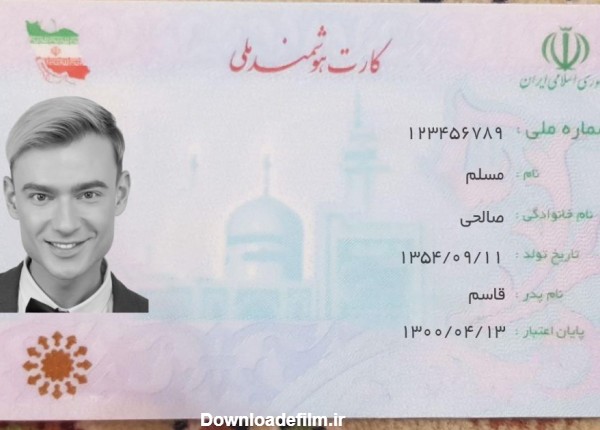 کارت هوشمند ملی
جمهوری اسلامی ایران
شماره ملی : ۱۲۳۴۵۶۷۸۹
نام : مسلم
نام خانوادگی : صالحی
تاریخ تولد : ۱۳۵۴/۰۹/۱۱
نام پدر : قاسم
پایان اعتبار : ۱۳۰۰/۰۴/۱۳
Downloadefilm.ir